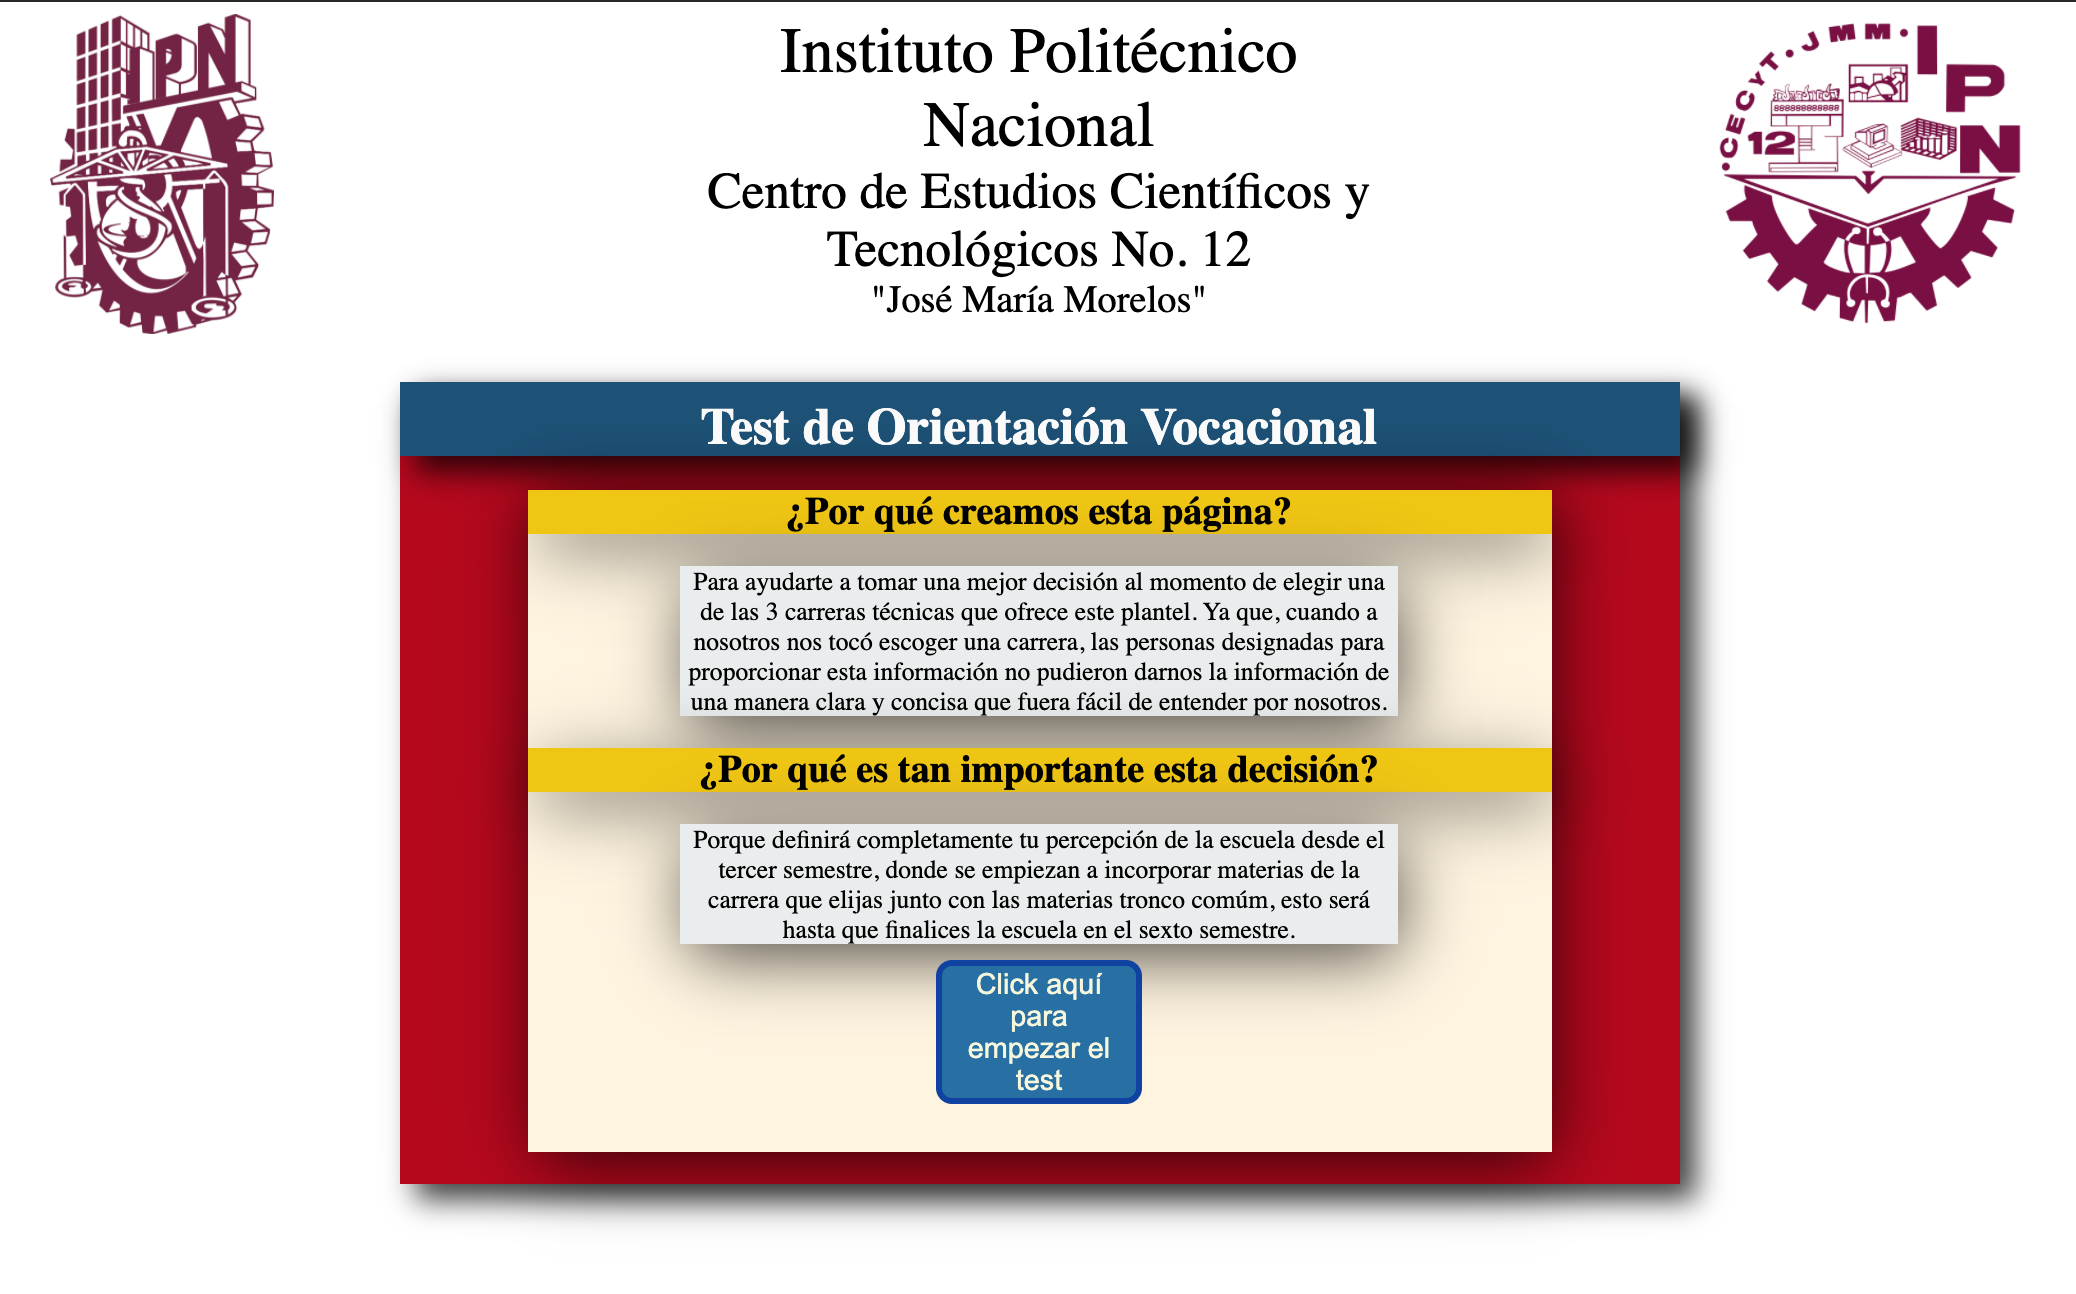 IPN
CECYT·JMM·
IPN
12
888888888888
Instituto Politécnico
Nacional
Centro de Estudios Científicos y
Tecnológicos No. 12
"José María Morelos"
Test de Orientación Vocacional
¿Por qué creamos esta página?
Para ayudarte a tomar una mejor decisión al momento de elegir una
de las 3 carreras técnicas que ofrece este plantel. Ya que, cuando a
nosotros nos tocó escoger una carrera, las personas designadas para
proporcionar esta información no pudieron darnos la información de
una manera clara y concisa que fuera fácil de entender por nosotros.
¿Por qué es tan importante esta decisión?
Porque definirá completamente tu percepción de la escuela desde el
tercer semestre, donde se empiezan a incorporar materias de la
carrera que elijas junto con las materias tronco comúm, esto será
hasta que finalices la escuela en el sexto semestre.
Click aquí
para
empezar el
test